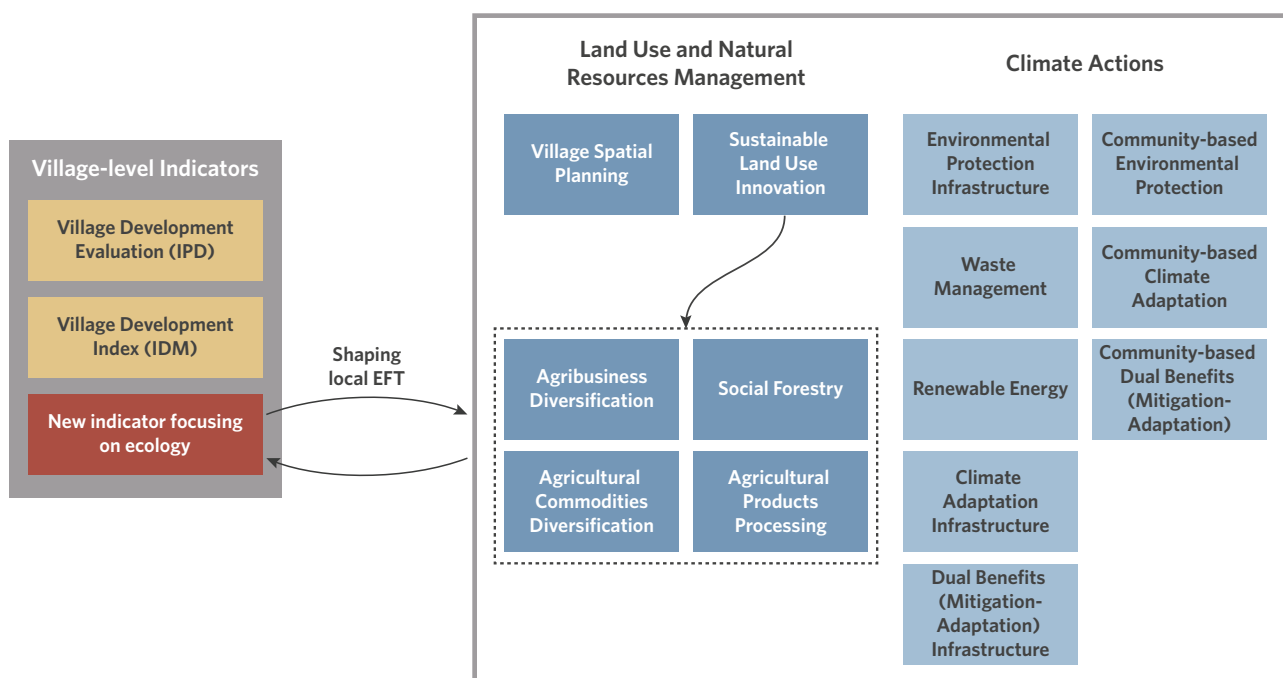 Village-level Indicators
Village Development
Evaluation (IPD)
Village Development
Index (IDM)
New indicator focusing
on ecology
Shaping
local EFT
Land Use and Natural
Resources Management
Village Spatial
Planning
Sustainable
Land Use
Innovation
Agribusiness
Diversification
Social Forestry
Agricultural
Commodities
Diversification
Agricultural
Products
Processing
Climate Actions
Environmental
Protection
Infrastructure
Community-based
Environmental
Protection
Waste
Management
Community-based
Climate
Adaptation
Renewable Energy
Community-based
Dual Benefits
(Mitigation-
Adaptation)
Climate
Adaptation
Infrastructure
Dual Benefits
(Mitigation-
Adaptation)
Infrastructure